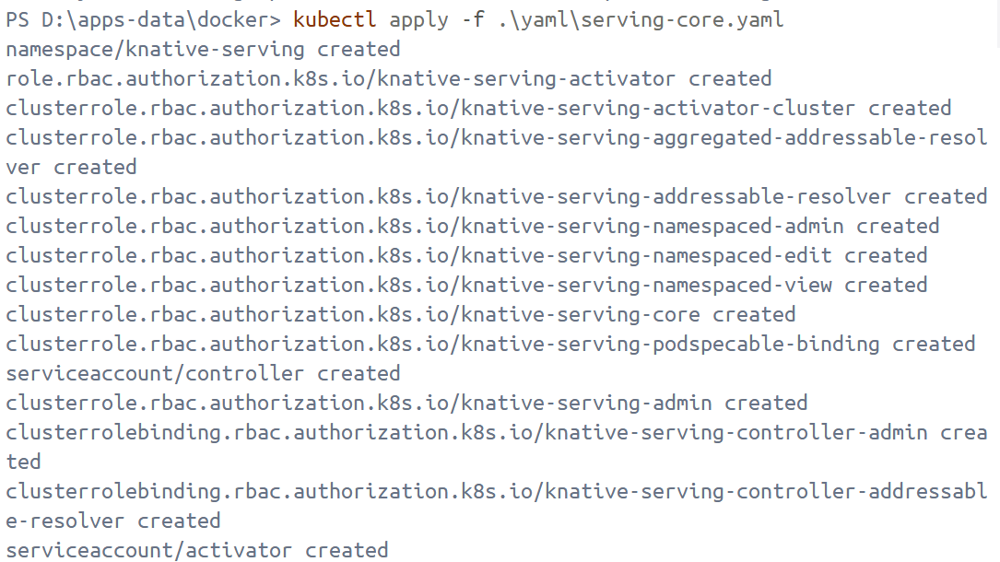 PS D:\apps-data\docker> kubectl apply -f .\yaml\serving-core.yaml
namespace/knative-serving created
role.rbac.authorization.k8s.io/knative-serving-activator created
clusterrole.rbac.authorization.k8s.io/knative-serving-activator-cluster created
clusterrole.rbac.authorization.k8s.io/knative-serving-aggregated-addressable-resol
ver created
clusterrole.rbac.authorization.k8s.io/knative-serving-addressable-resolver created
clusterrole.rbac.authorization.k8s.io/knative-serving-namespaced-admin created
clusterrole.rbac.authorization.k8s.io/knative-serving-namespaced-edit created
clusterrole.rbac.authorization.k8s.io/knative-serving-namespaced-view created
clusterrole.rbac.authorization.k8s.io/knative-serving-core created
clusterrole.rbac.authorization.k8s.io/knative-serving-podspecable-binding created
serviceaccount/controller created
clusterrole.rbac.authorization.k8s.io/knative-serving-admin created
clusterrolebinding.rbac.authorization.k8s.io/knative-serving-controller-admin crea
ted
clusterrolebinding.rbac.authorization.k8s.io/knative-serving-controller-addressabl
e-resolver created
serviceaccount/activator created